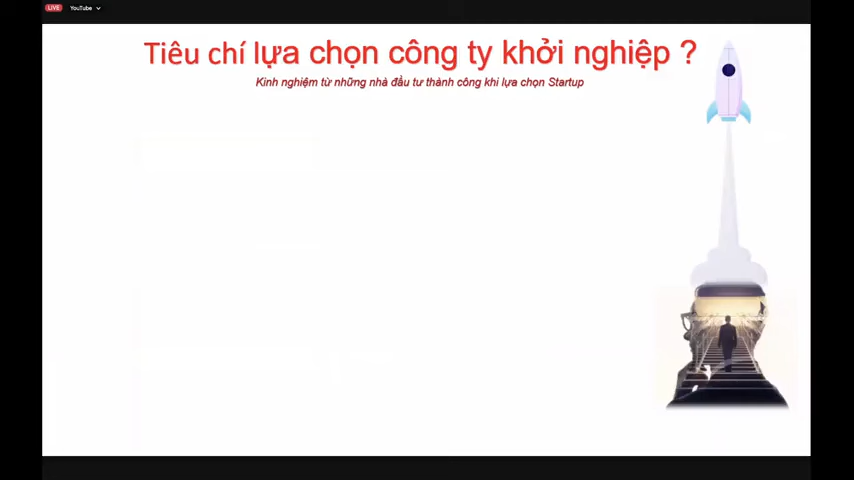 LIVE YouTube
Tiêu chí lựa chọn công ty khởi nghiệp ?
Kinh nghiệm từ những nhà đầu tư thành công khi lựa chọn Startup